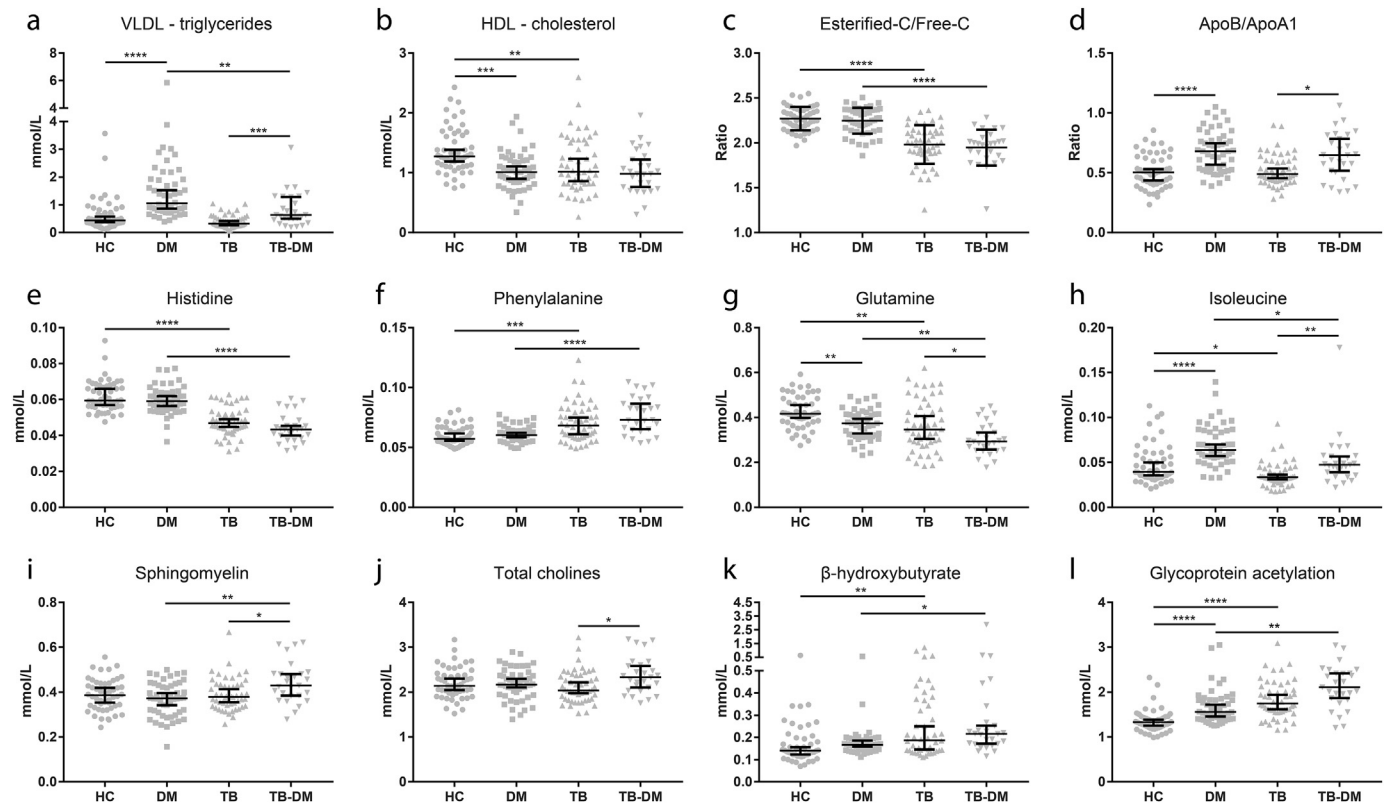 a VLDL - triglycerides
mmol/L
8
6
4
4
3
2
1
0
****
**
***
HC DM TB TB-DM
b HDL - cholesterol
mmol/L
3
2
1
0
**
***
HC DM TB TB-DM
c Esterified-C/Free-C
Ratio
3.0
2.5
2.0
1.5
1.0
****
****
HC DM TB TB-DM
d ApoB/ApoA1
Ratio
1.5
1.0
0.5
0.0
****
*
HC DM TB TB-DM
e Histidine
mmol/L
0.10
0.08
0.06
0.04
0.02
0.00
****
****
HC DM TB TB-DM
f Phenylalanine
mmol/L
0.15
0.10
0.05
0.00
***
****
HC DM TB TB-DM
g Glutamine
mmol/L
0.8
0.6
0.4
0.2
0.0
**
**
**
*
HC DM TB TB-DM
h Isoleucine
mmol/L
0.20
0.15
0.10
0.05
0.00
*
**
*
****
HC DM TB TB-DM
i Sphingomyelin
mmol/L
0.8
0.6
0.4
0.2
0.0
**
*
HC DM TB TB-DM
j Total cholines
mmol/L
4
3
2
1
0
*
HC DM TB TB-DM
k β-hydroxybutyrate
mmol/L
4.5
3.5
2.5
1.5
0.5
0.4
0.3
0.2
0.1
0.0
**
*
HC DM TB TB-DM
l Glycoprotein acetylation
mmol/L
4
3
2
1
0
****
****
**
HC DM TB TB-DM